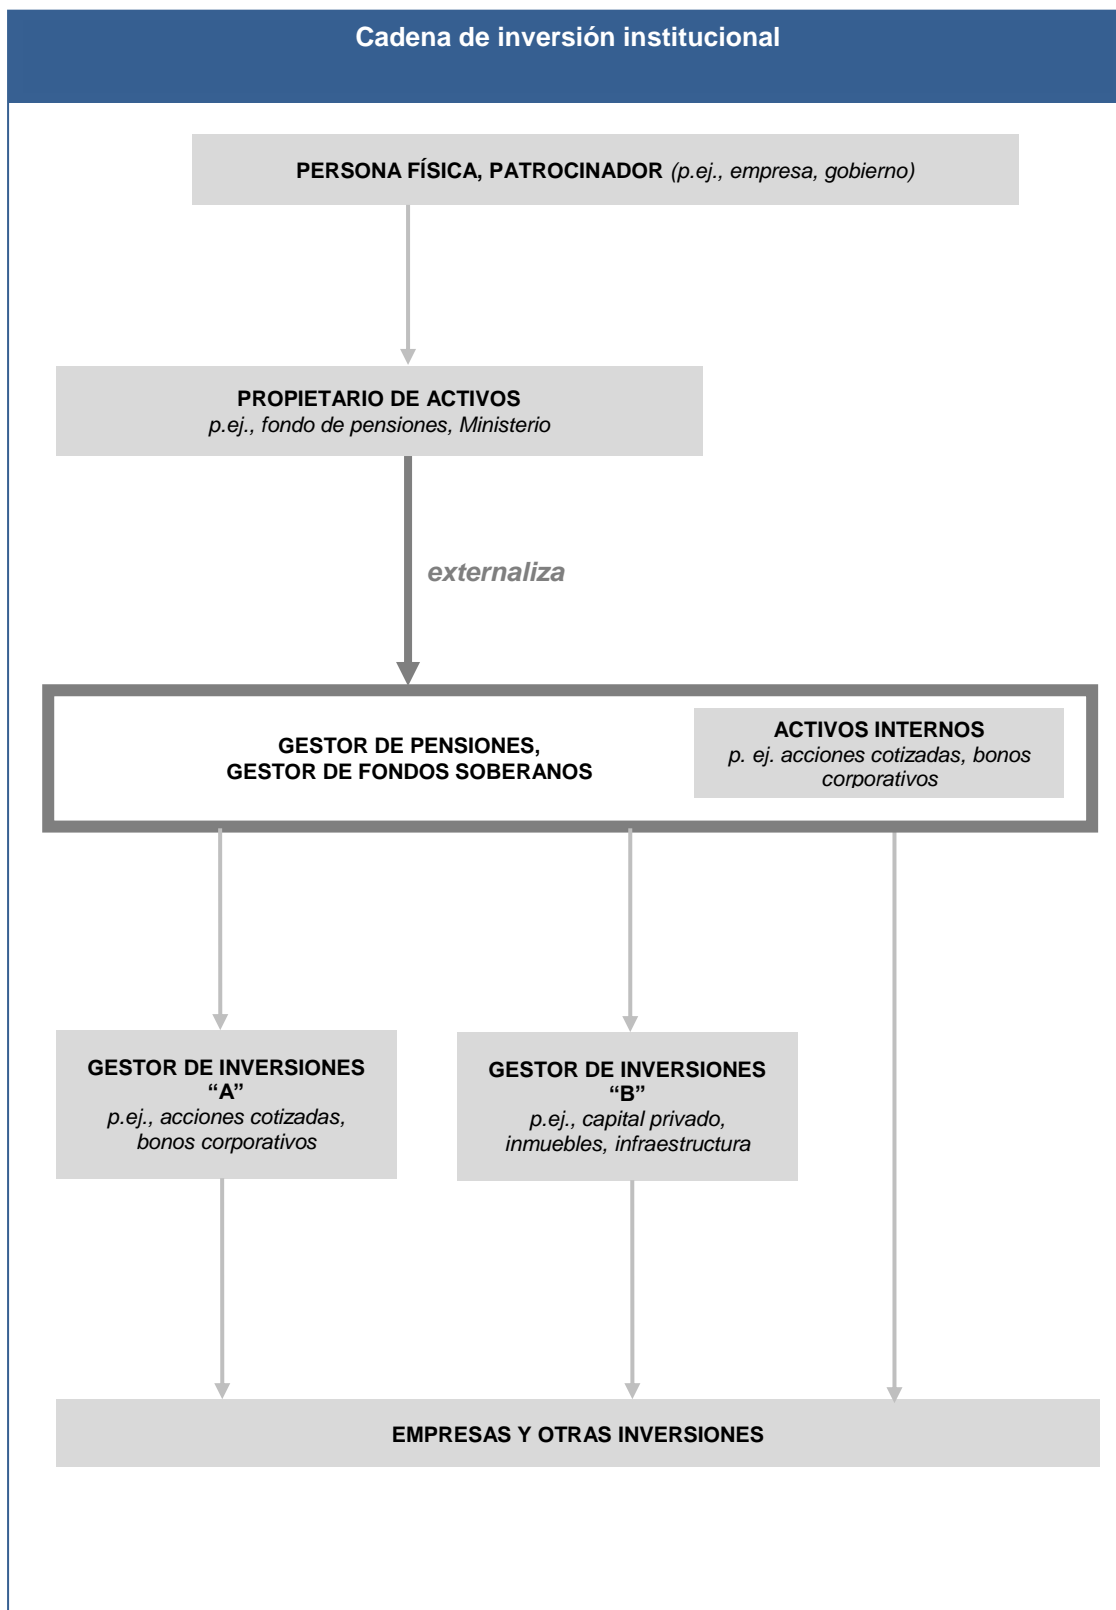 Cadena de inversión institucional
PERSONA FÍSICA, PATROCINADOR (p.ej., empresa, gobierno)
PROPIETARIO DE ACTIVOS
p.ej., fondo de pensiones, Ministerio
externaliza
GESTOR DE PENSIONES,
GESTOR DE FONDOS SOBERANOS
ACTIVOS INTERNOS
p. ej. acciones cotizadas, bonos
corporativos
GESTOR DE INVERSIONES
“A”
p.ej., acciones cotizadas,
bonos corporativos
GESTOR DE INVERSIONES
“B”
p.ej., capital privado,
inmuebles, infraestructura
EMPRESAS Y OTRAS INVERSIONES